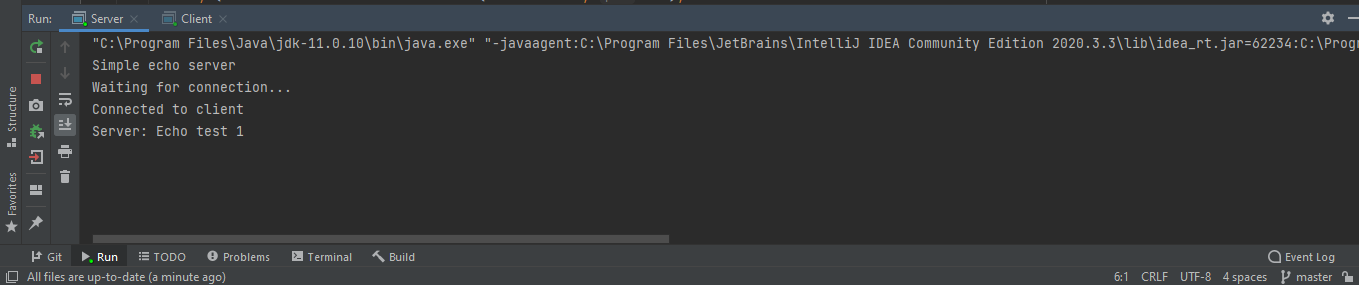 Run: Server Client
"C:\Program Files\Java\jdk-11.0.10\bin\java.exe" "-javaagent:C:\Program Files\JetBrains\IntelliJ IDEA Community Edition 2020.3.3\lib\idea_rt.jar=62234:C:\Progr
Simple echo server
Waiting for connection...
Connected to client
Server: Echo test 1
Structure
Favorites
Git Run TODO Problems Terminal Build Event Log
All files are up-to-date (a minute ago) 6:1 CRLF UTF-8 4 spaces master